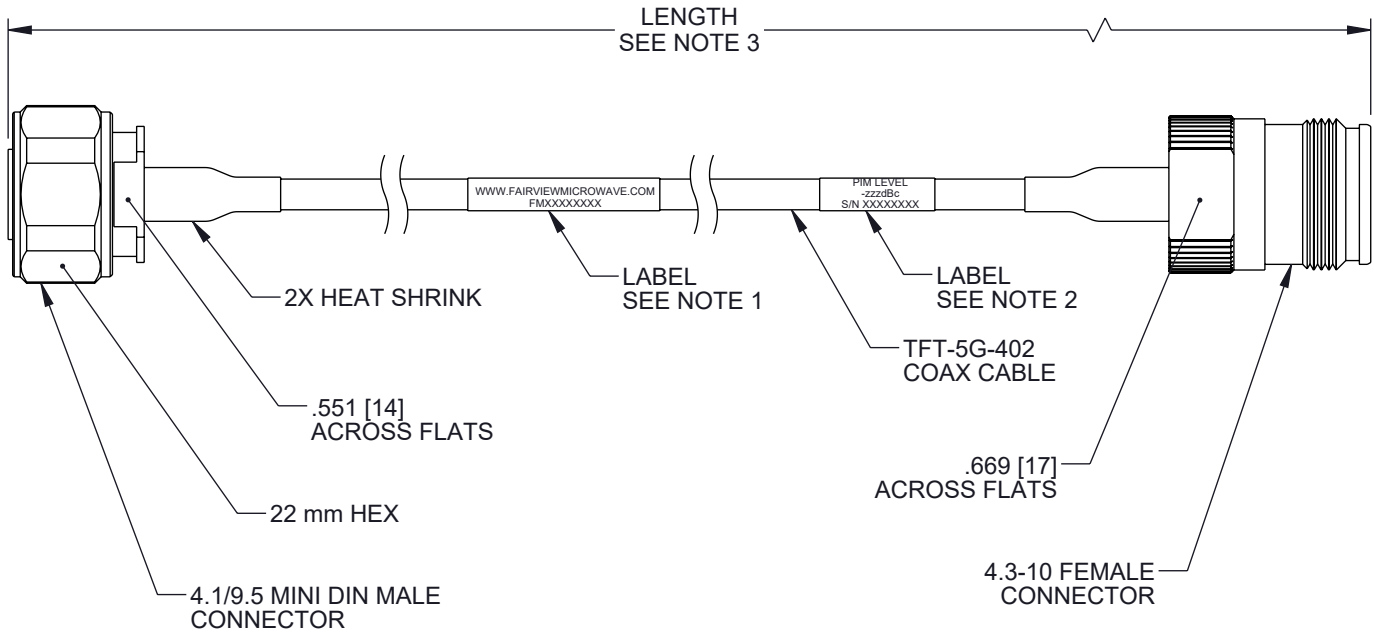 LENGTH
SEE NOTE 3
WWW.FAIRVIEWMICROWAVE.COM
FMXXXXXXXX
PIM LEVEL
-zzzdBc
S/N XXXXXXXX
2X HEAT SHRINK
LABEL
SEE NOTE 1
LABEL
SEE NOTE 2
TFT-5G-402
COAX CABLE
.551 [14]
ACROSS FLATS
.669 [17]
ACROSS FLATS
22 mm HEX
4.1/9.5 MINI DIN MALE
CONNECTOR
4.3-10 FEMALE
CONNECTOR